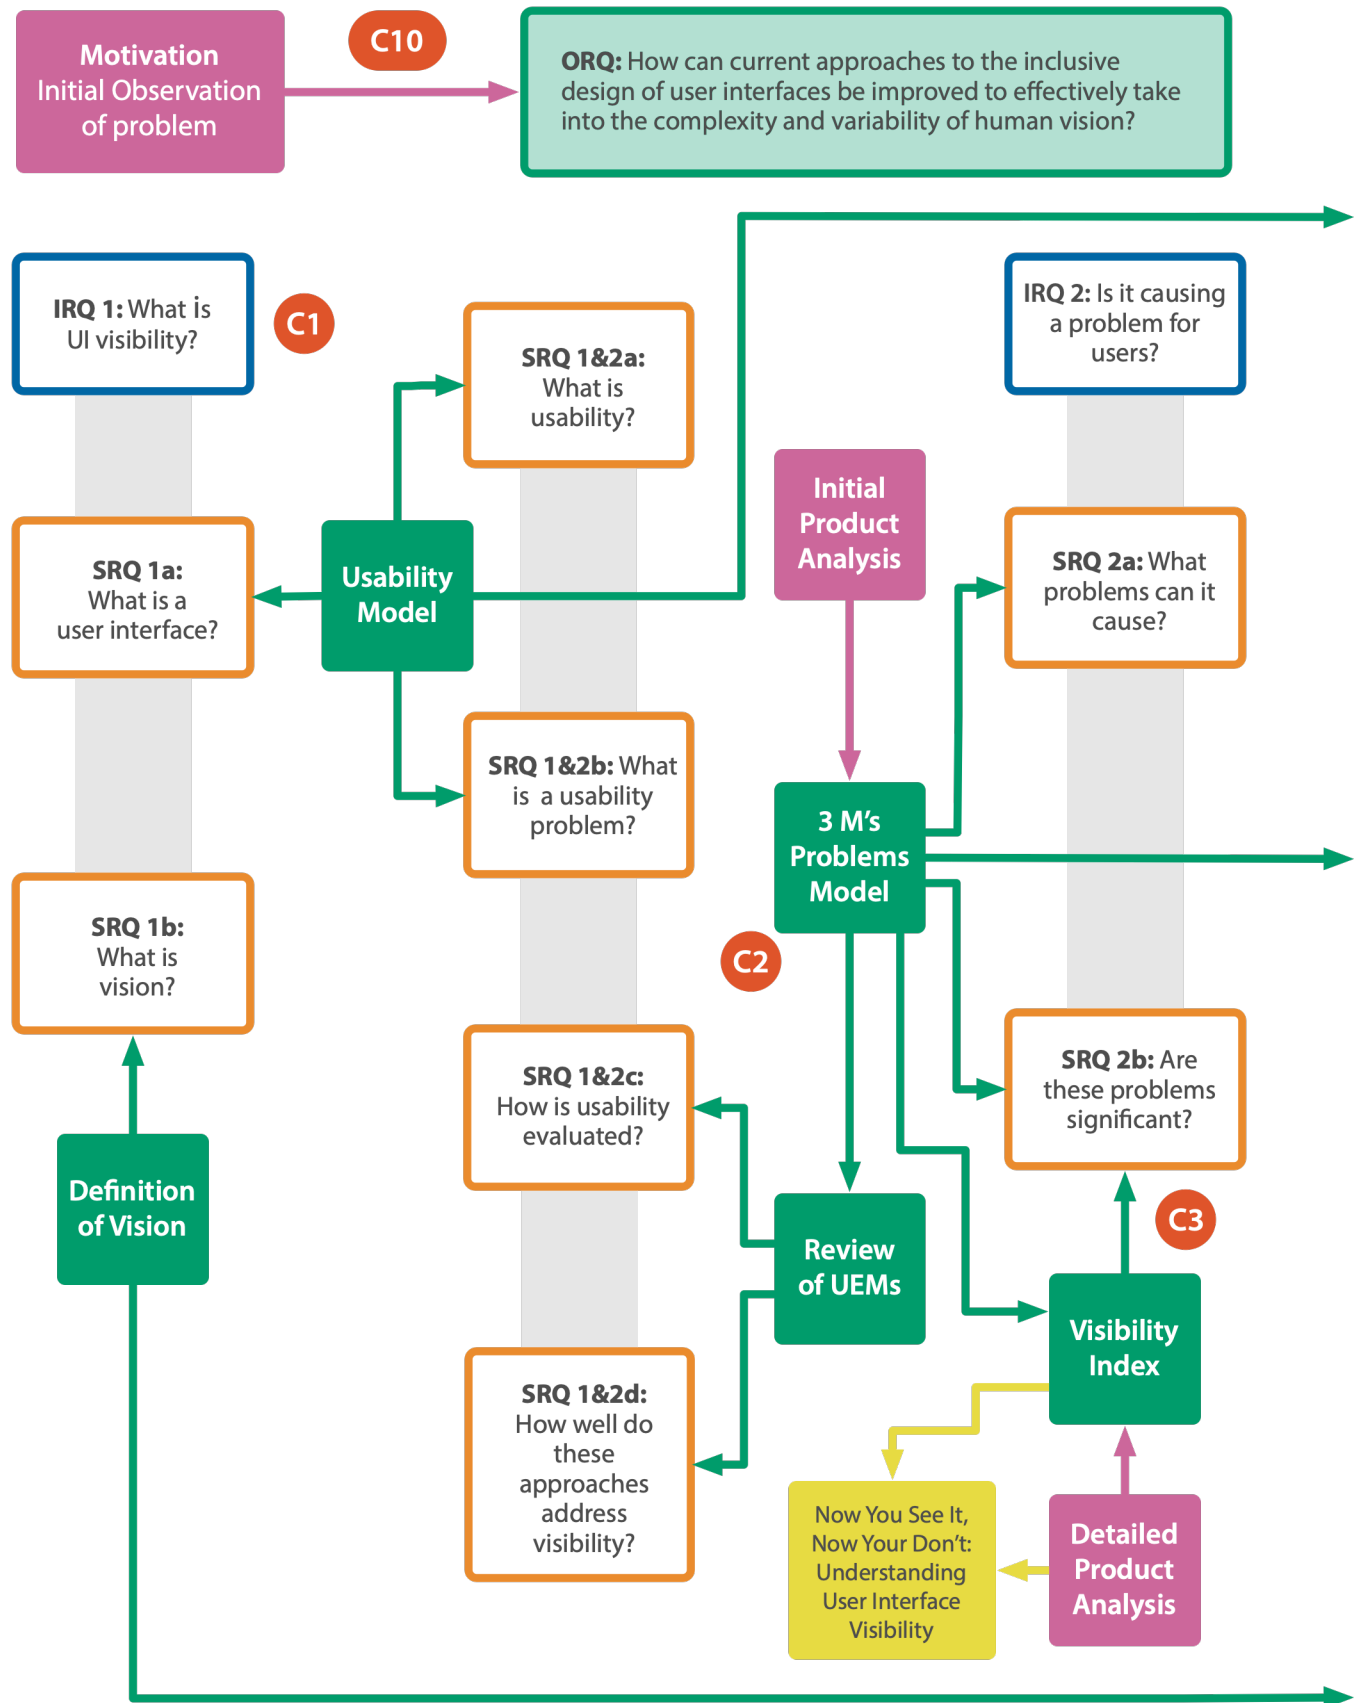 Motivation
Initial Observation
of problem
C10
ORQ: How can current approaches to the inclusive
design of user interfaces be improved to effectively take
into the complexity and variability of human vision?
IRQ 1: What is
UI visibility?
C1
SRQ 1a:
What is a
user interface?
SRQ 1b:
What is
vision?
Definition
of Vision
Usability
Model
SRQ 1&2a:
What is
usability?
SRQ 1&2b: What
is a usability
problem?
SRQ 1&2c:
How is usability
evaluated?
SRQ 1&2d:
How well do
these
approaches
address
visibility?
Initial
Product
Analysis
3 M's
Problems
Model
C2
Review
of UEMs
IRQ 2: Is it causing
a problem for
users?
SRQ 2a: What
problems can it
cause?
SRQ 2b: Are
these problems
significant?
C3
Visibility
Index
Now You See It,
Now Your Don't:
Understanding
User Interface
Visibility
Detailed
Product
Analysis